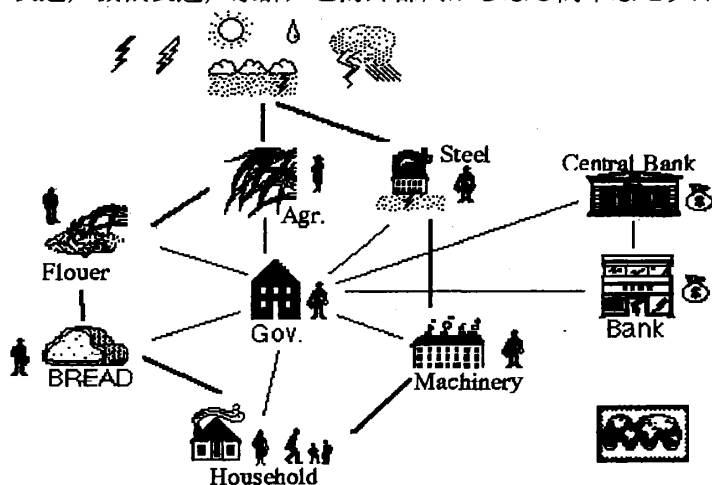 Steel
Central Bank
Agr.
Flouer
Gov.
Bank
BREAD
Machinery
Household